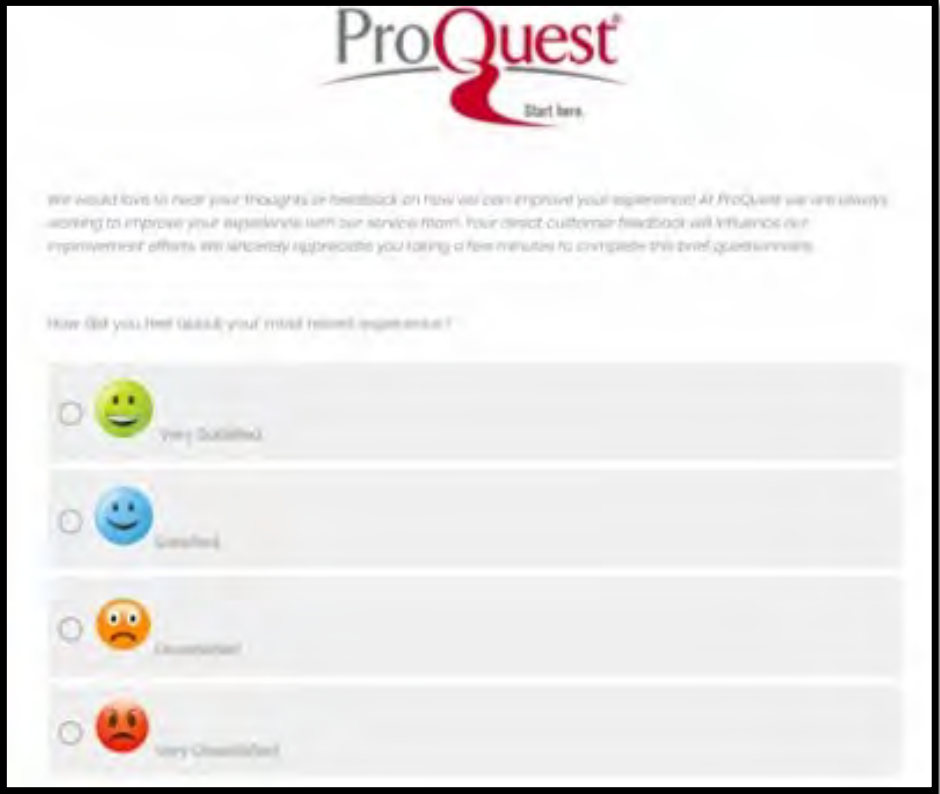 ProQuest®
Start here.
We would love to hear your thoughts or feedback on how we can improve your experience! At ProQuest we are always
working to improve your experience with our service team. Your direct customer feedback will influence our
improvement efforts. We sincerely appreciate you taking a few minutes to complete this brief questionnaire.
How did you feel about your most recent experience?
Very Satisfied
Satisfied
Unsatisfied
Very Unsatisfied